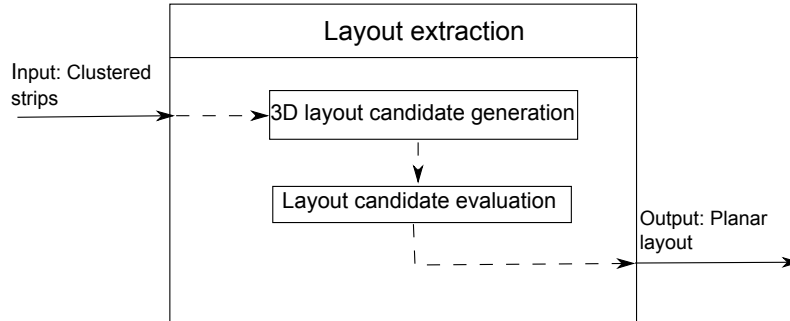 Layout extraction
Input: Clustered
strips
3D layout candidate generation
Layout candidate evaluation
Output: Planar
layout